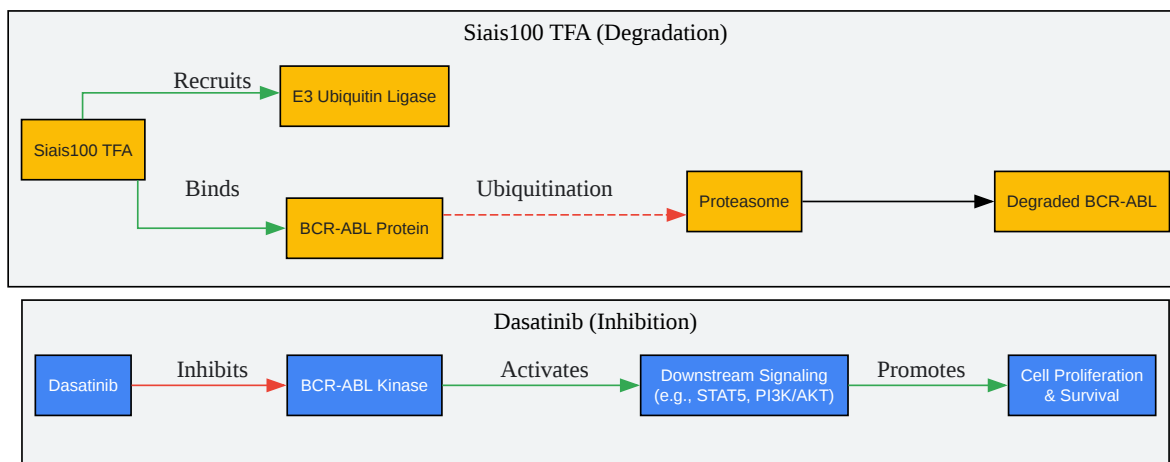 Siais100 TFA (Degradation)
Recruits
E3 Ubiquitin Ligase
Siais100 TFA
Binds
Ubiquitination
BCR-ABL Protein
Proteasome
Degraded BCR-ABL
Dasatinib (Inhibition)
Dasatinib
Inhibits
BCR-ABL Kinase
Activates
Downstream Signaling
(e.g., STAT5, PI3K/AKT)
Promotes
Cell Proliferation
& Survival